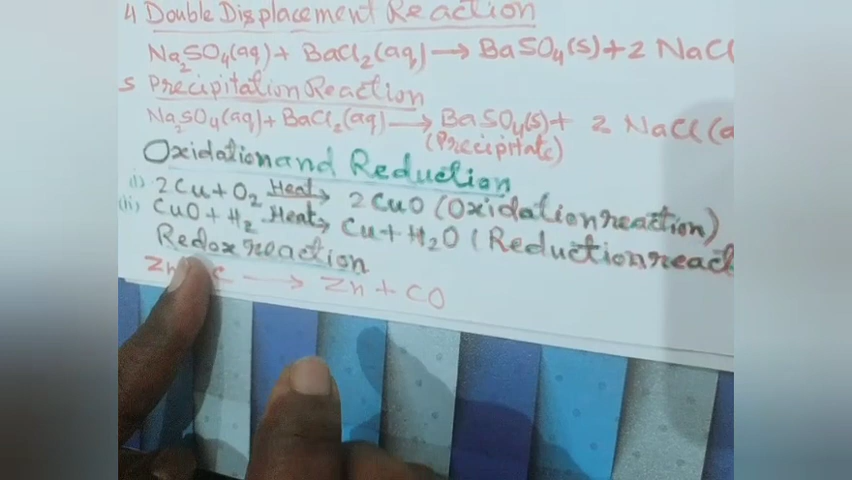 4 Double Displacement Reaction
Na₂SO₄(aq) + BaCl₂(aq) → BaSO₄(s) + 2 NaCl
5 Precipitation Reaction
Na₂SO₄(aq) + BaCl₂(aq) → BaSO₄(s) + 2 NaCl (a
(Precipitate)
Oxidation and Reduction
(i) 2Cu + O₂ Heat→ 2CuO (Oxidation reaction)
(ii) CuO + H₂ Heat→ Cu + H₂O (Reduction react
Redox reaction
Zn C → Zn + CO